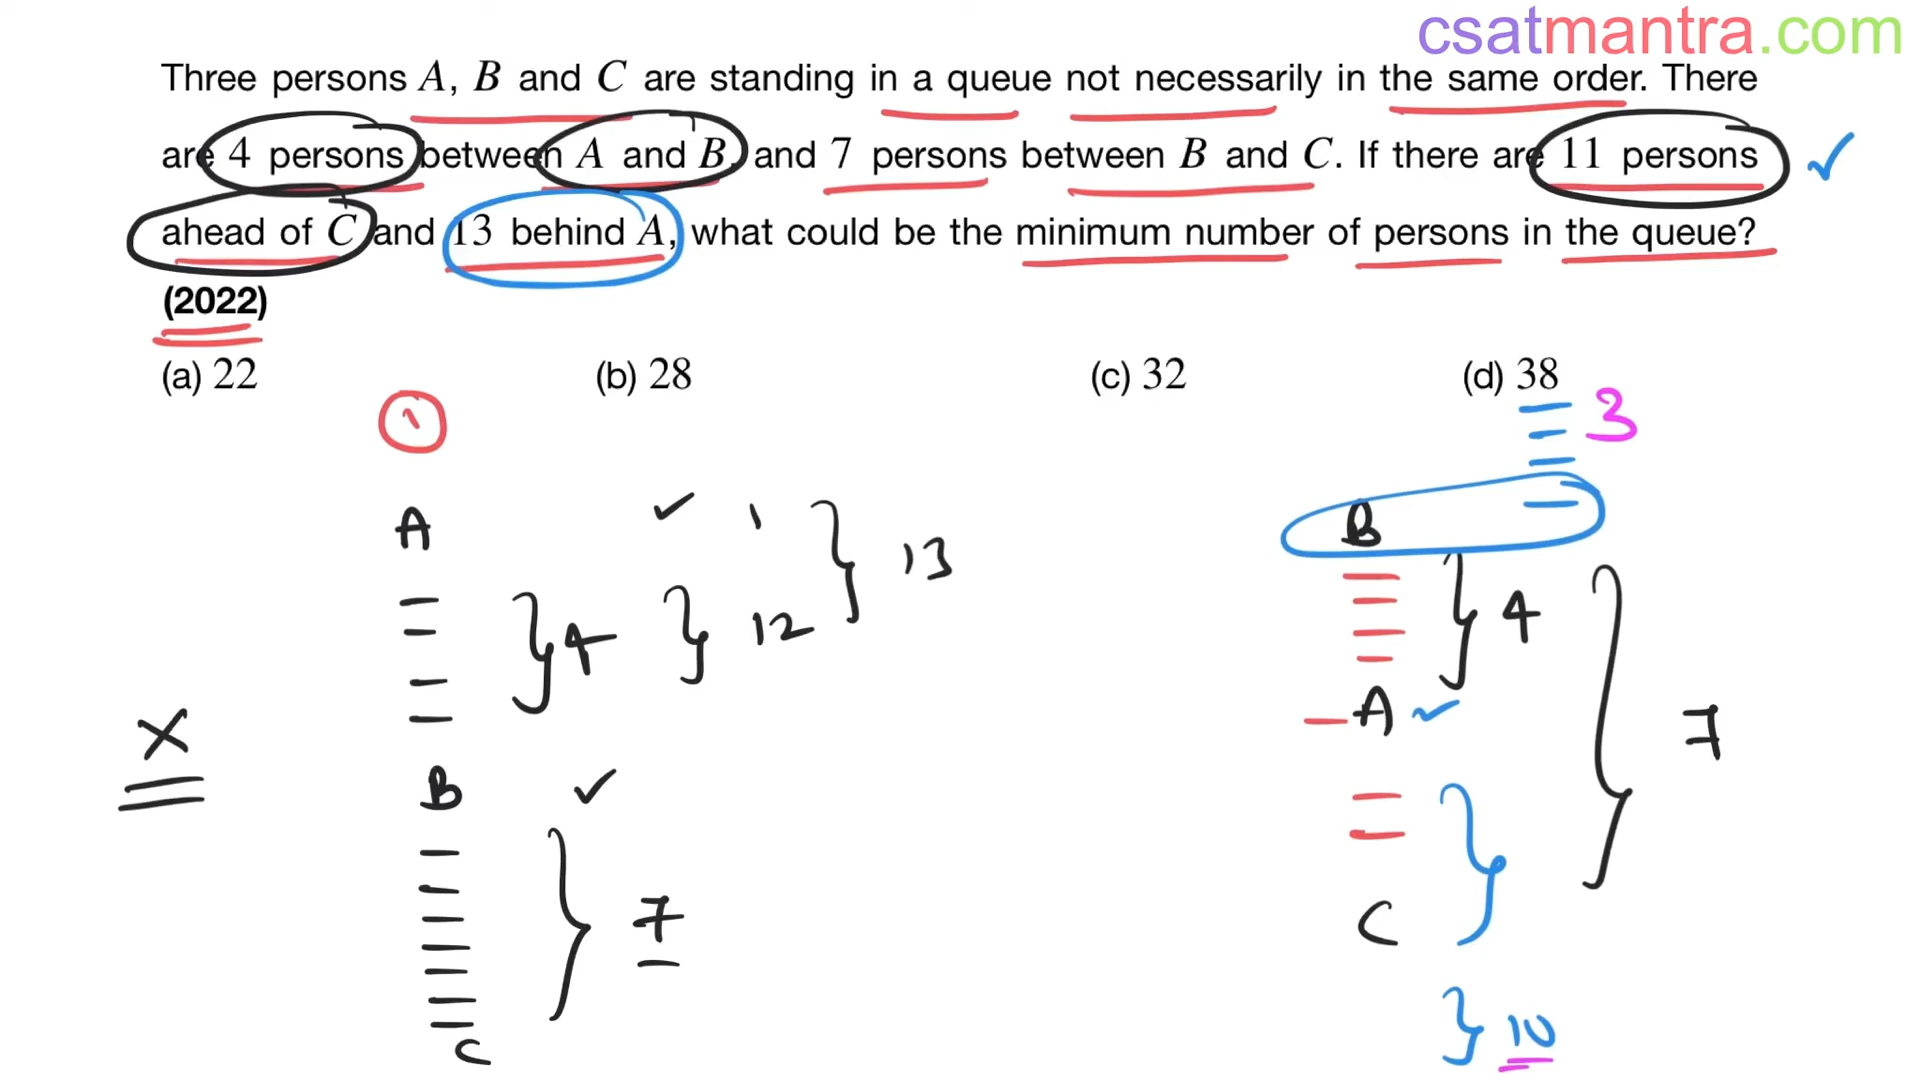 csatmantra.com
Three persons A, B and C are standing in a queue not necessarily in the same order. There
are 4 persons between A and B, and 7 persons between B and C. If there are 11 persons
ahead of C and 13 behind A, what could be the minimum number of persons in the queue?
(2022)
(a) 22 (b) 28 (c) 32 (d) 38
1
3
A
1
13
B
4
12
4
A
7
X
B
7
C
10
C